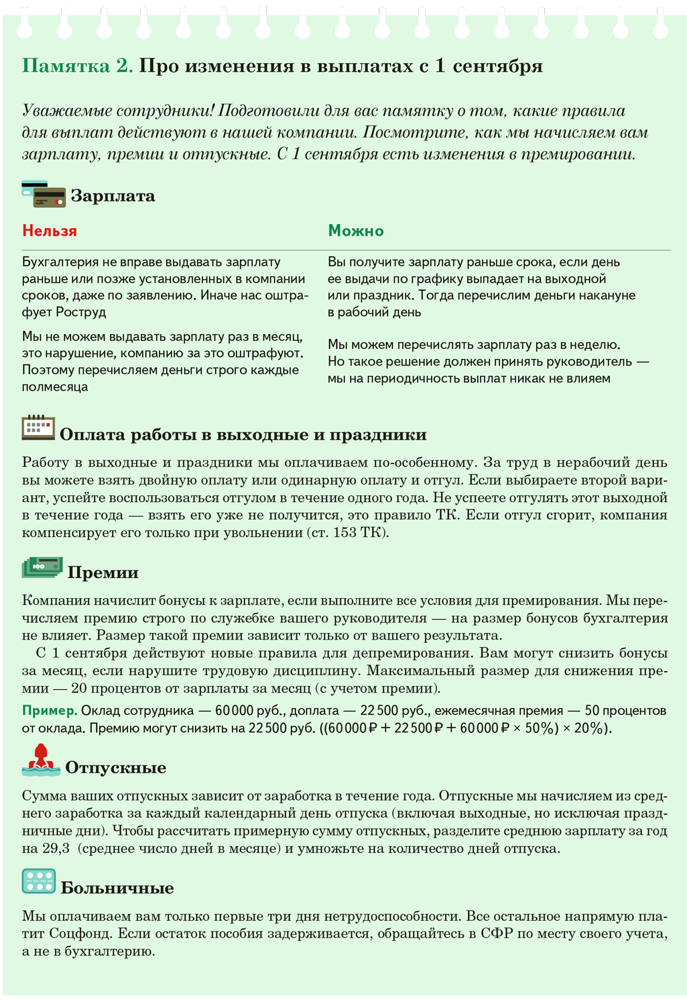 Памятка 2. Про изменения в выплатах с 1 сентября
Уважаемые сотрудники! Подготовили для вас памятку о том, какие правила
для выплат действуют в нашей компании. Посмотрите, как мы начисляем вам
зарплату, премии и отпускные. С 1 сентября есть изменения в премировании.
Зарплата
Нельзя
Бухгалтерия не вправе выдавать зарплату
раньше или позже установленных в компании
сроков, даже по заявлению. Иначе нас оштра-
фует Роструд
Мы не можем выдавать зарплату раз в месяц,
это нарушение, компанию за это оштрафуют.
Поэтому перечисляем деньги строго каждые
полмесяца
Можно
Вы получите зарплату раньше срока, если день
ее выдачи по графику выпадает на выходной
или праздник. Тогда перечислим деньги накануне
в рабочий день
Мы можем перечислять зарплату раз в неделю.
Но такое решение должен принять руководитель —
мы на периодичность выплат никак не влияем
Оплата работы в выходные и праздники
Работу в выходные и праздники мы оплачиваем по-особенному. За труд в нерабочий день
вы можете взять двойную оплату или одинарную оплату и отгул. Если выбираете второй вари-
ант, успейте воспользоваться отгулом в течение одного года. Не успеете отгулять этот выходной
в течение года — взять его уже не получится, это правило ТК. Если отгул сгорит, компания
компенсирует его только при увольнении (ст. 153 ТК).
100
Премии
Компания начислит бонусы к зарплате, если выполните все условия для премирования. Мы пере-
числяем премию строго по служебке вашего руководителя — на размер бонусов бухгалтерия
не влияет. Размер такой премии зависит только от вашего результата.
С 1 сентября действуют новые правила для депремирования. Вам могут снизить бонусы
за месяц, если нарушите трудовую дисциплину. Максимальный размер для снижения пре-
мии — 20 процентов от зарплаты за месяц (с учетом премии).
Пример. Оклад сотрудника — 60 000 руб., доплата — 22 500 руб., ежемесячная премия — 50 процентов
от оклада. Премию могут снизить на 22 500 руб. ((60 000 ₽ + 22 500 ₽ + 60 000 ₽ × 50%) × 20%).
Отпускные
Сумма ваших отпускных зависит от заработка в течение года. Отпускные мы начисляем из сред-
него заработка за каждый календарный день отпуска (включая выходные, но исключая празд-
ничные дни). Чтобы рассчитать примерную сумму отпускных, разделите среднюю зарплату за год
на 29,3 (среднее число дней в месяце) и умножьте на количество дней отпуска.
Больничные
Мы оплачиваем вам только первые три дня нетрудоспособности. Все остальное напрямую пла-
тит Соцфонд. Если остаток пособия задерживается, обращайтесь в СФР по месту своего учета,
а не в бухгалтерию.